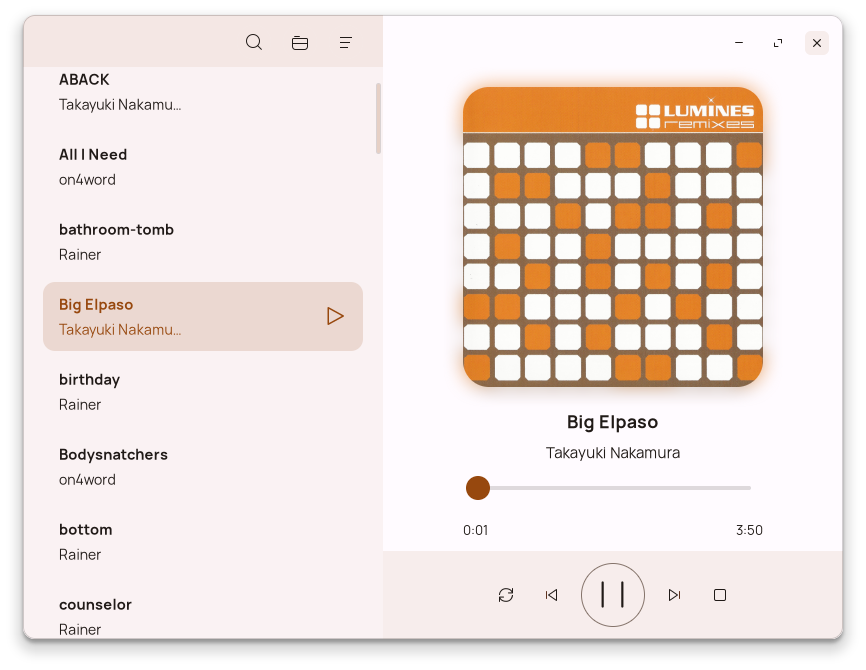 ABACK
Takayuki Nakamu...
All I Need
on4word
bathroom-tomb
Rainer
Big Elpaso
Takayuki Nakamu...
birthday
Rainer
Bodysnatchers
on4word
bottom
Rainer
counselor
Rainer
LUMINES
remixes
Big Elpaso
Takayuki Nakamura
0:01
3:50